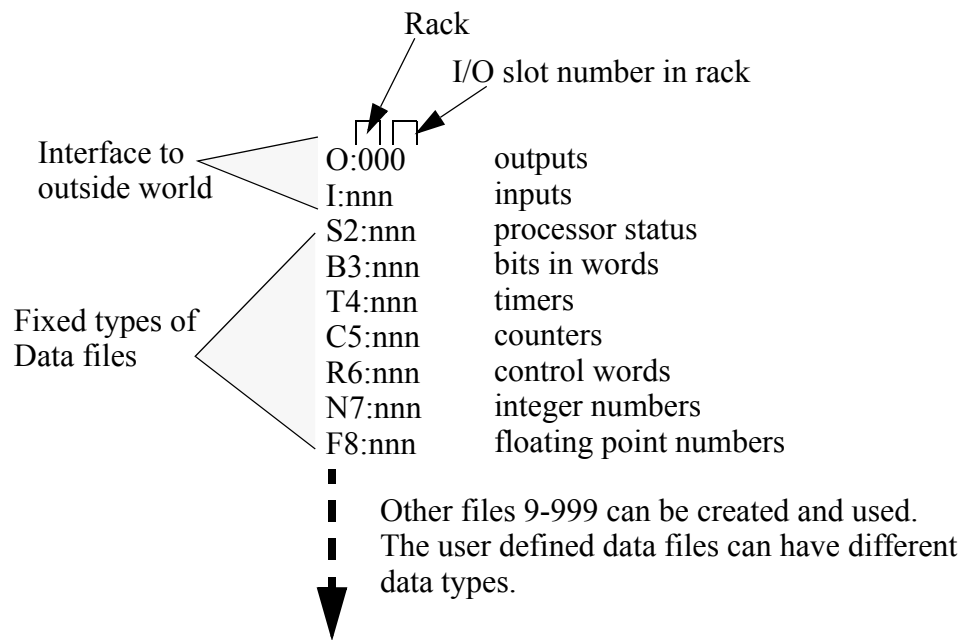 Rack
I/O slot number in rack
Interface to
outside world
O:000 outputs
I:nnn inputs
S2:nnn processor status
B3:nnn bits in words
T4:nnn timers
Fixed types of
Data files
C5:nnn counters
R6:nnn control words
N7:nnn integer numbers
F8:nnn floating point numbers
Other files 9-999 can be created and used.
The user defined data files can have different
data types.